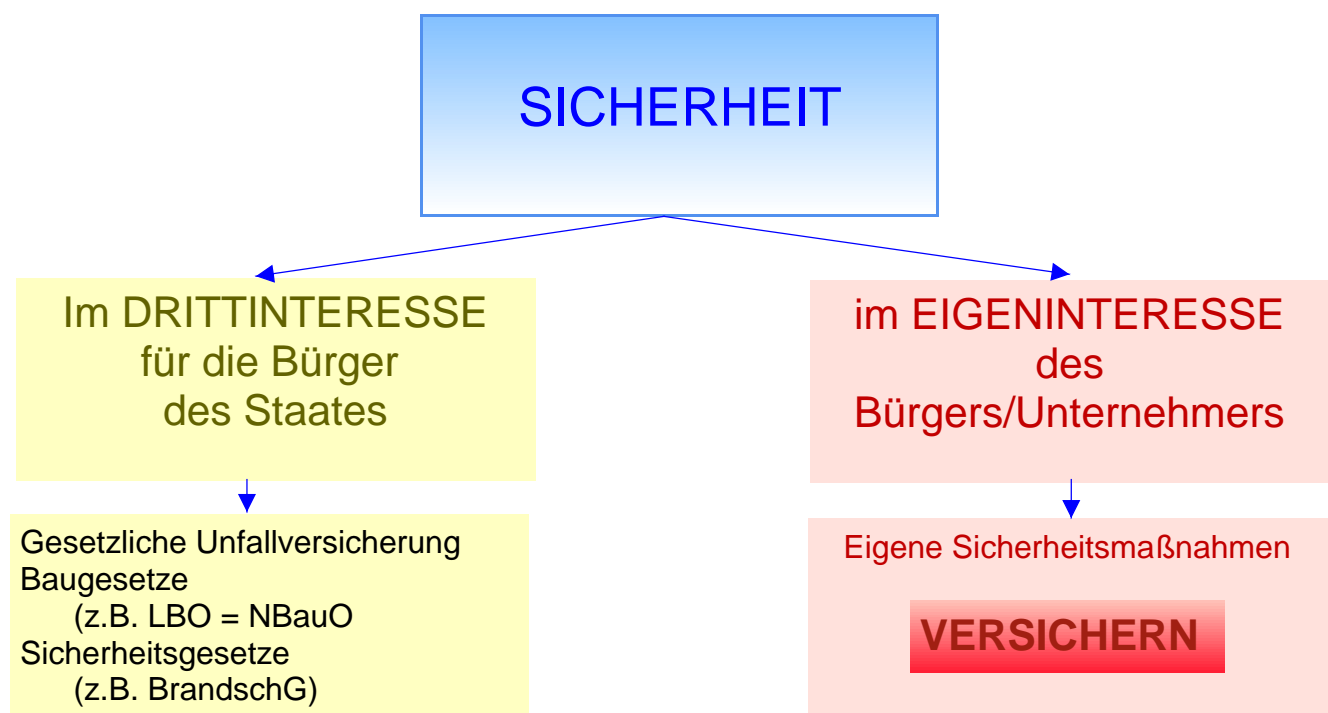 SICHERHEIT
Im DRITTINTERESSE
für die Bürger
des Staates
Gesetzliche Unfallversicherung
Baugesetze
(z.B. LBO = NBauO
Sicherheitsgesetze
(z.B. BrandschG)
im EIGENINTERESSE
des
Bürgers/Unternehmers
Eigene Sicherheitsmaßnahmen
VERSICHERN